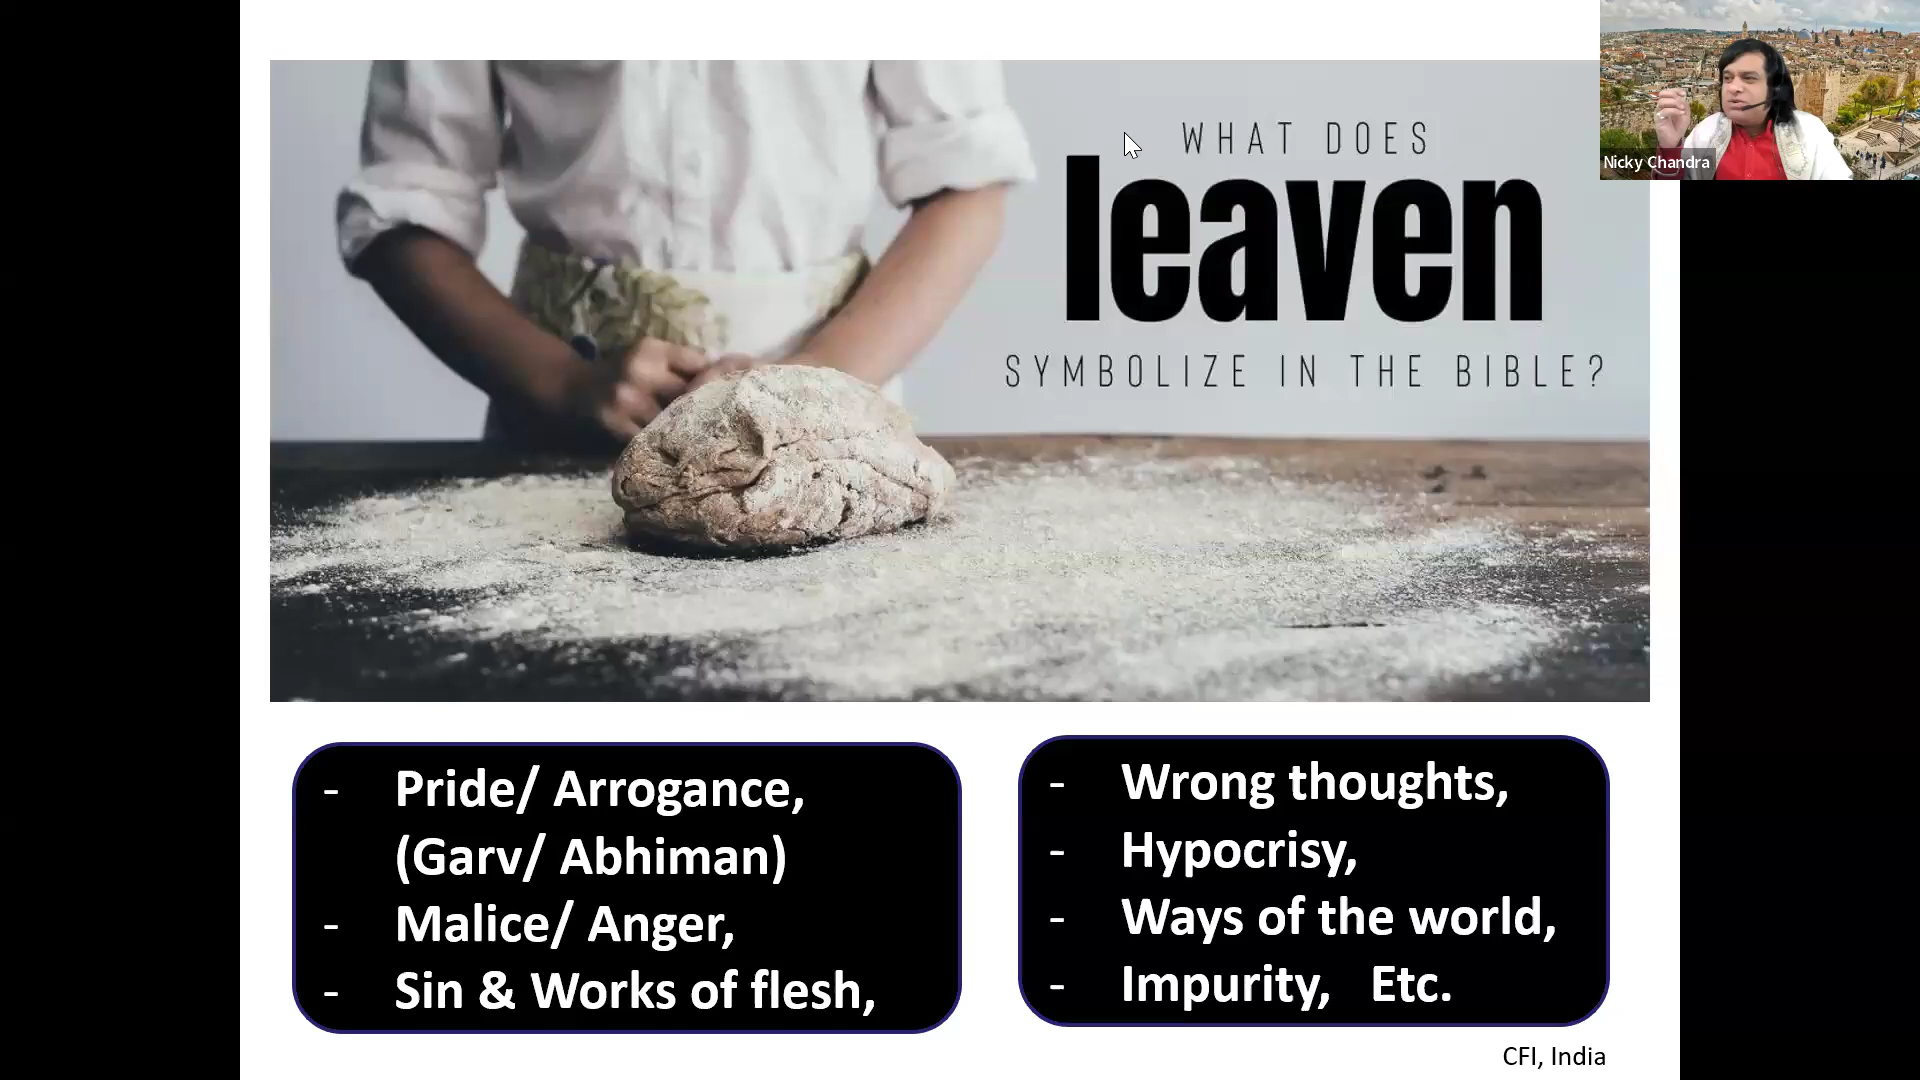 WHAT DOES
leaven
SYMBOLIZE IN THE BIBLE?
Nicky Chandra
- Pride/ Arrogance,
(Garv/ Abhiman)
- Malice/ Anger,
- Sin & Works of flesh,
- Wrong thoughts,
- Hypocrisy,
- Ways of the world,
- Impurity, Etc.
CFI, India